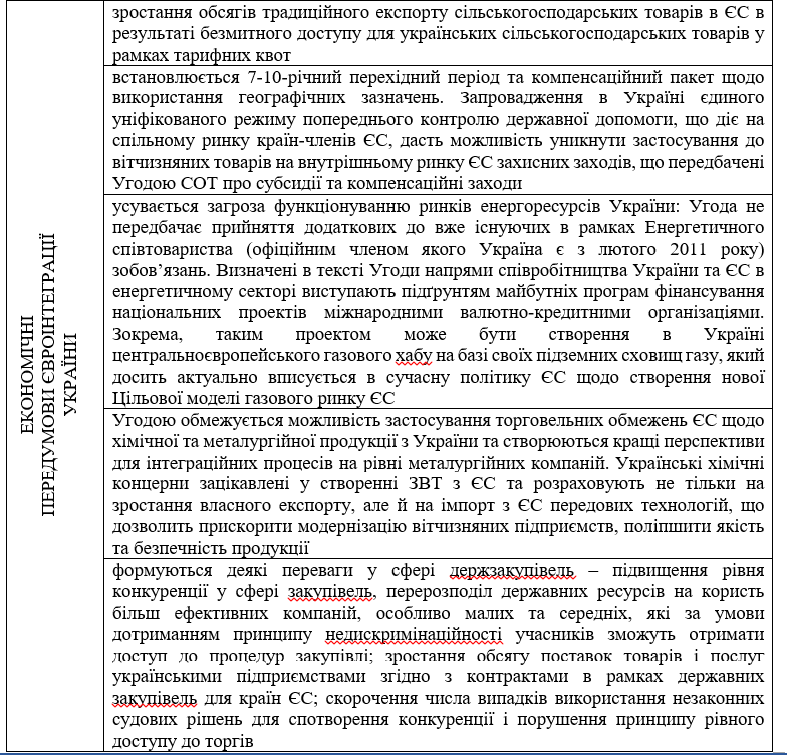 ЕКОНОМІЧНІ
ПЕРЕДУМОВИ ЄВРОІНТЕГРАЦІЇ
УКРАЇНИ
зростання обсягів традиційного експорту сільськогосподарських товарів в ЄС в
результаті безмитного доступу для українських сільськогосподарських товарів у
рамках тарифних квот
встановлюється 7-10-річний перехідний період та компенсаційний пакет щодо
використання географічних зазначень. Запровадження в Україні єдиного
уніфікованого режиму попереднього контролю державної допомоги, що діє на
спільному ринку країн-членів ЄС, дасть можливість уникнути застосування до
вітчизняних товарів на внутрішньому ринку ЄС захисних заходів, що передбачені
Угодою СОТ про субсидії та компенсаційні заходи
усувається загроза функціонуванню ринків енергоресурсів України: Угода не
передбачає прийняття додаткових до вже існуючих в рамках Енергетичного
співтовариства (офіційним членом якого Україна є з лютого 2011 року)
зобов’язань. Визначені в тексті Угоди напрями співробітництва України та ЄС в
енергетичному секторі виступають підґрунтям майбутніх програм фінансування
національних проектів міжнародними валютно-кредитними організаціями.
Зокрема, таким проектом може бути створення в Україні
центральноєвропейського газового хабу на базі своїх підземних сховищ газу, який
досить актуально вписується в сучасну політику ЄС щодо створення нової
Цільової моделі газового ринку ЄС
Угодою обмежується можливість застосування торговельних обмежень ЄС щодо
хімічної та металургійної продукції з України та створюються кращі перспективи
для інтеграційних процесів на рівні металургійних компаній. Українські хімічні
концерни зацікавлені у створенні ЗВТ з ЄС та розраховують не тільки на
зростання власного експорту, але й на імпорт з ЄС передових технологій, що
дозволить прискорити модернізацію вітчизняних підприємств, поліпшити якість
та безпечність продукції
формуються деякі переваги у сфері держзакупівель – підвищення рівня
конкуренції у сфері закупівель, перерозподіл державних ресурсів на користь
більш ефективних компаній, особливо малих та середніх, які за умови
дотриманням принципу недискримінаційності учасників зможуть отримати
доступ до процедур закупівлі; зростання обсягу поставок товарів і послуг
українськими підприємствами згідно з контрактами в рамках державних
закупівель для країн ЄС; скорочення числа випадків використання незаконних
судових рішень для спотворення конкуренції і порушення принципу рівного
доступу до торгів